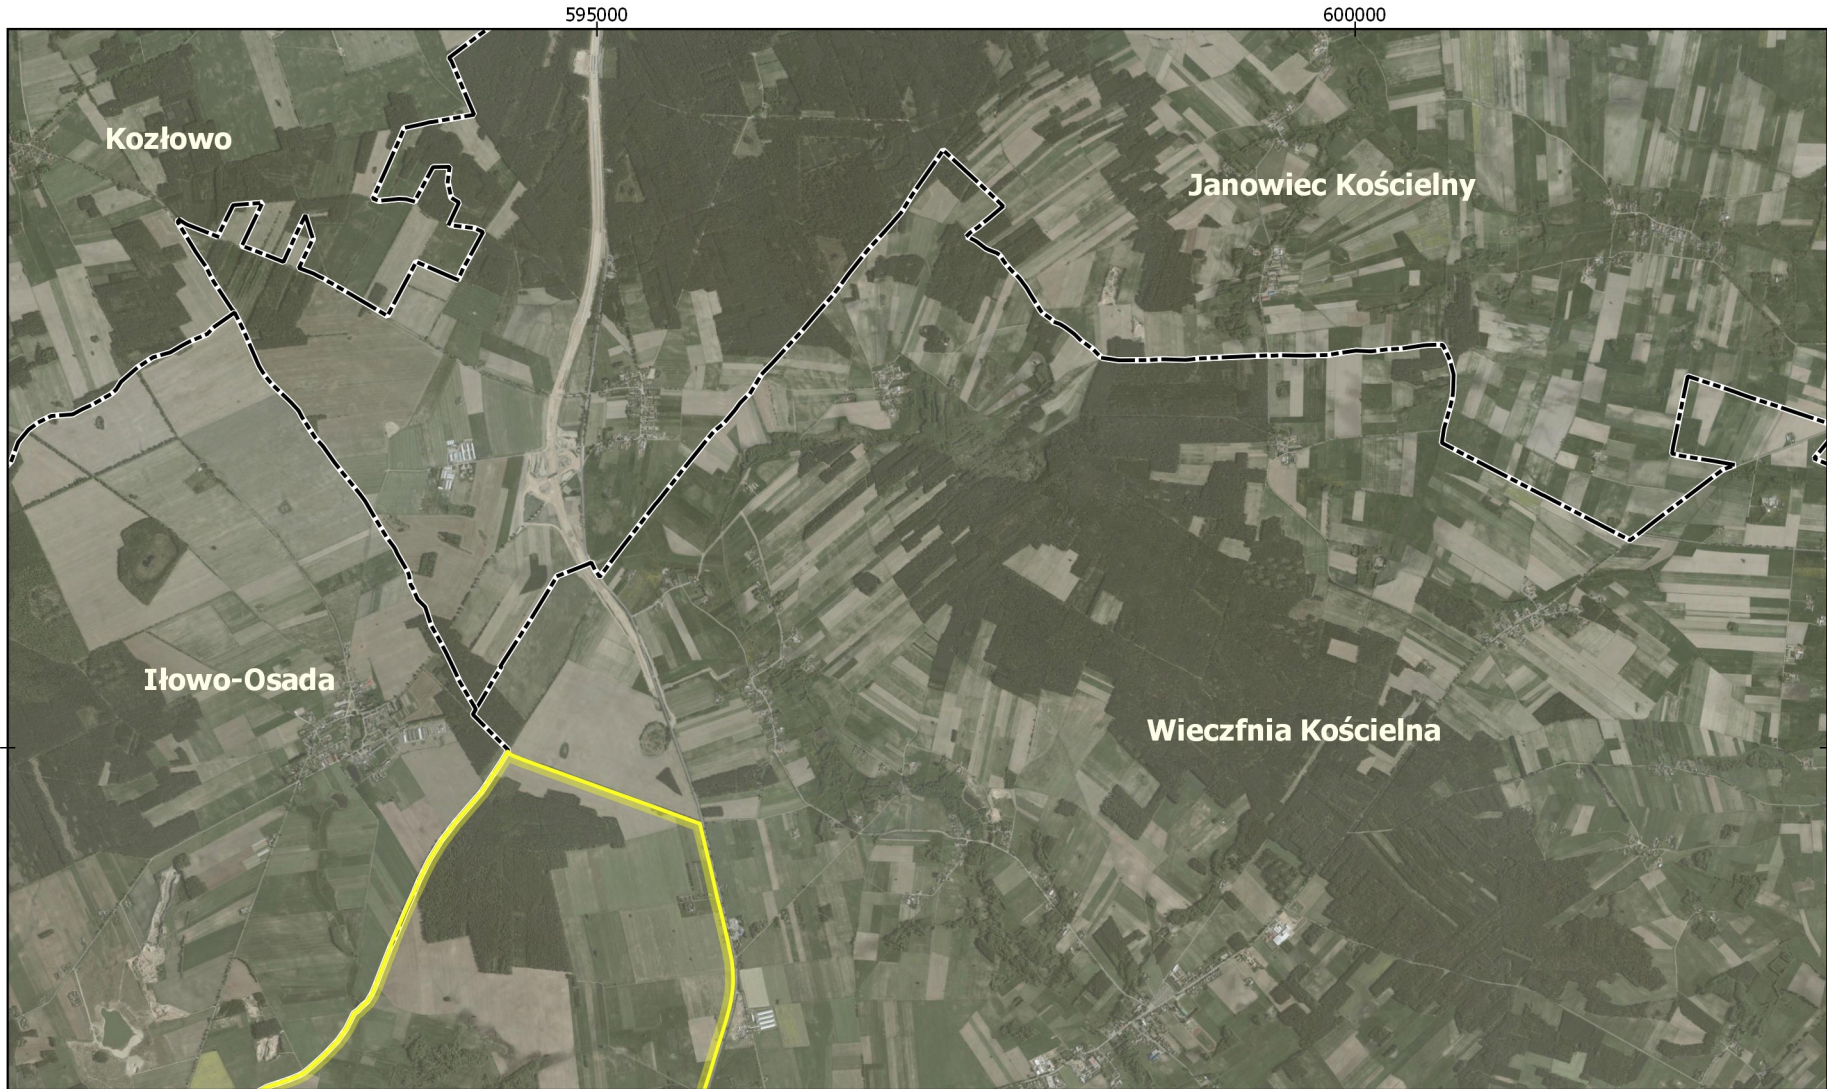 595000
600000
Kozłowo
Janowiec Kościelny
Iłowo-Osada
Wieczfnia Kościelna